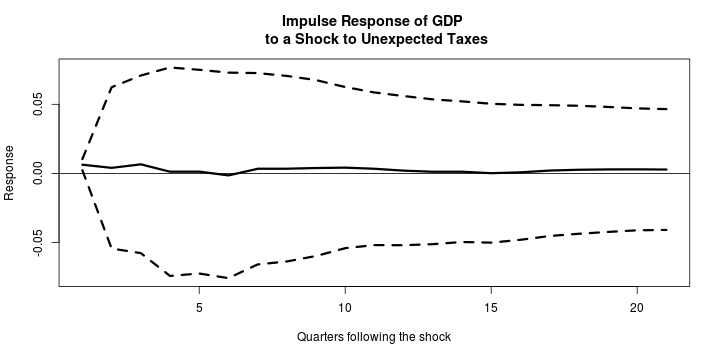 Impulse Response of GDP
to a Shock to Unexpected Taxes
Response
0.05
0.00
-0.05
5
10
15
20
Quarters following the shock